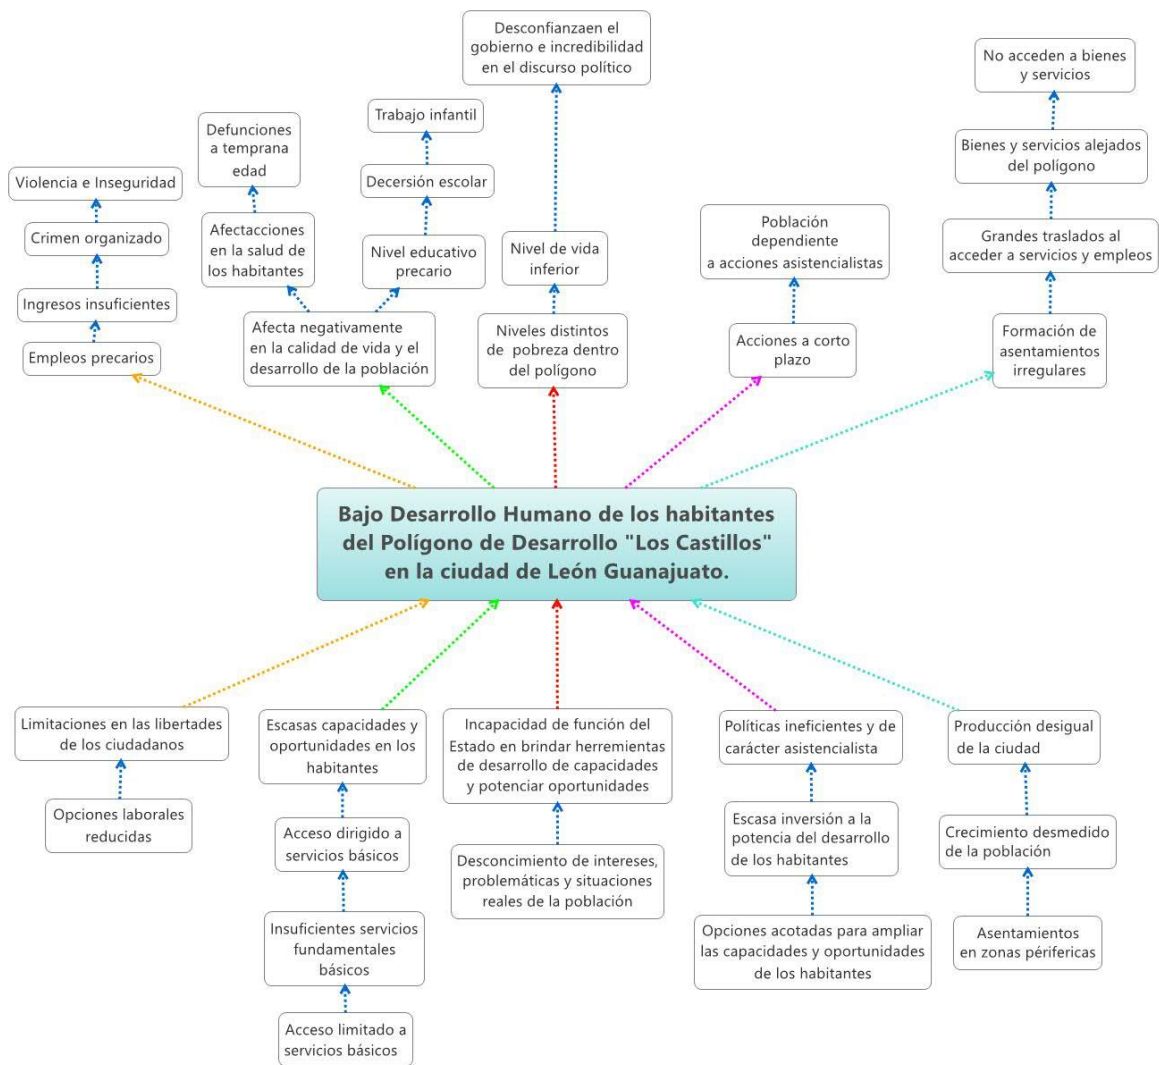 Desconfianzaen el
gobierno e incredibilidad
en el discurso político
No acceden a bienes
y servicios
Trabajo infantil
Defunciones
a temprana
edad
Bienes y servicios alejados
del polígono
Violencia e Inseguridad
Decersión escolar
Crimen organizado
Afectacciones
en la salud de
los habitantes
Nivel educativo
precario
Nivel de vida
inferior
Población
dependiente
a acciones asistencialistas
Grandes traslados al
acceder a servicios y empleos
Ingresos insuficientes
Empleos precarios
Afecta negativamente
en la calidad de vida y el
desarrollo de la población
Niveles distintos
de pobreza dentro
del polígono
Acciones a corto
plazo
Formación de
asentamientos
irregulares
Bajo Desarrollo Humano de los habitantes
del Polígono de Desarrollo "Los Castillos"
en la ciudad de León Guanajuato.
Limitaciones en las libertades
de los ciudadanos
Escasas capacidades y
oportunidades en los
habitantes
Incapacidad de función del
Estado en brindar herremientas
de desarrollo de capacidades
y potenciar oportunidades
Políticas ineficientes y de
carácter asistencialista
Producción desigual
de la ciudad
Opciones laborales
reducidas
Acceso dirigido a
servicios básicos
Desconcimiento de intereses,
problemáticas y situaciones
reales de la población
Escasa inversión a la
potencia del desarrollo
de los habitantes
Crecimiento desmedido
de la población
Insuficientes servicios
fundamentales
básicos
Opciones acotadas para ampliar
las capacidades y oportunidades
de los habitantes
Asentamientos
en zonas périfericas
Acceso limitado a
servicios básicos